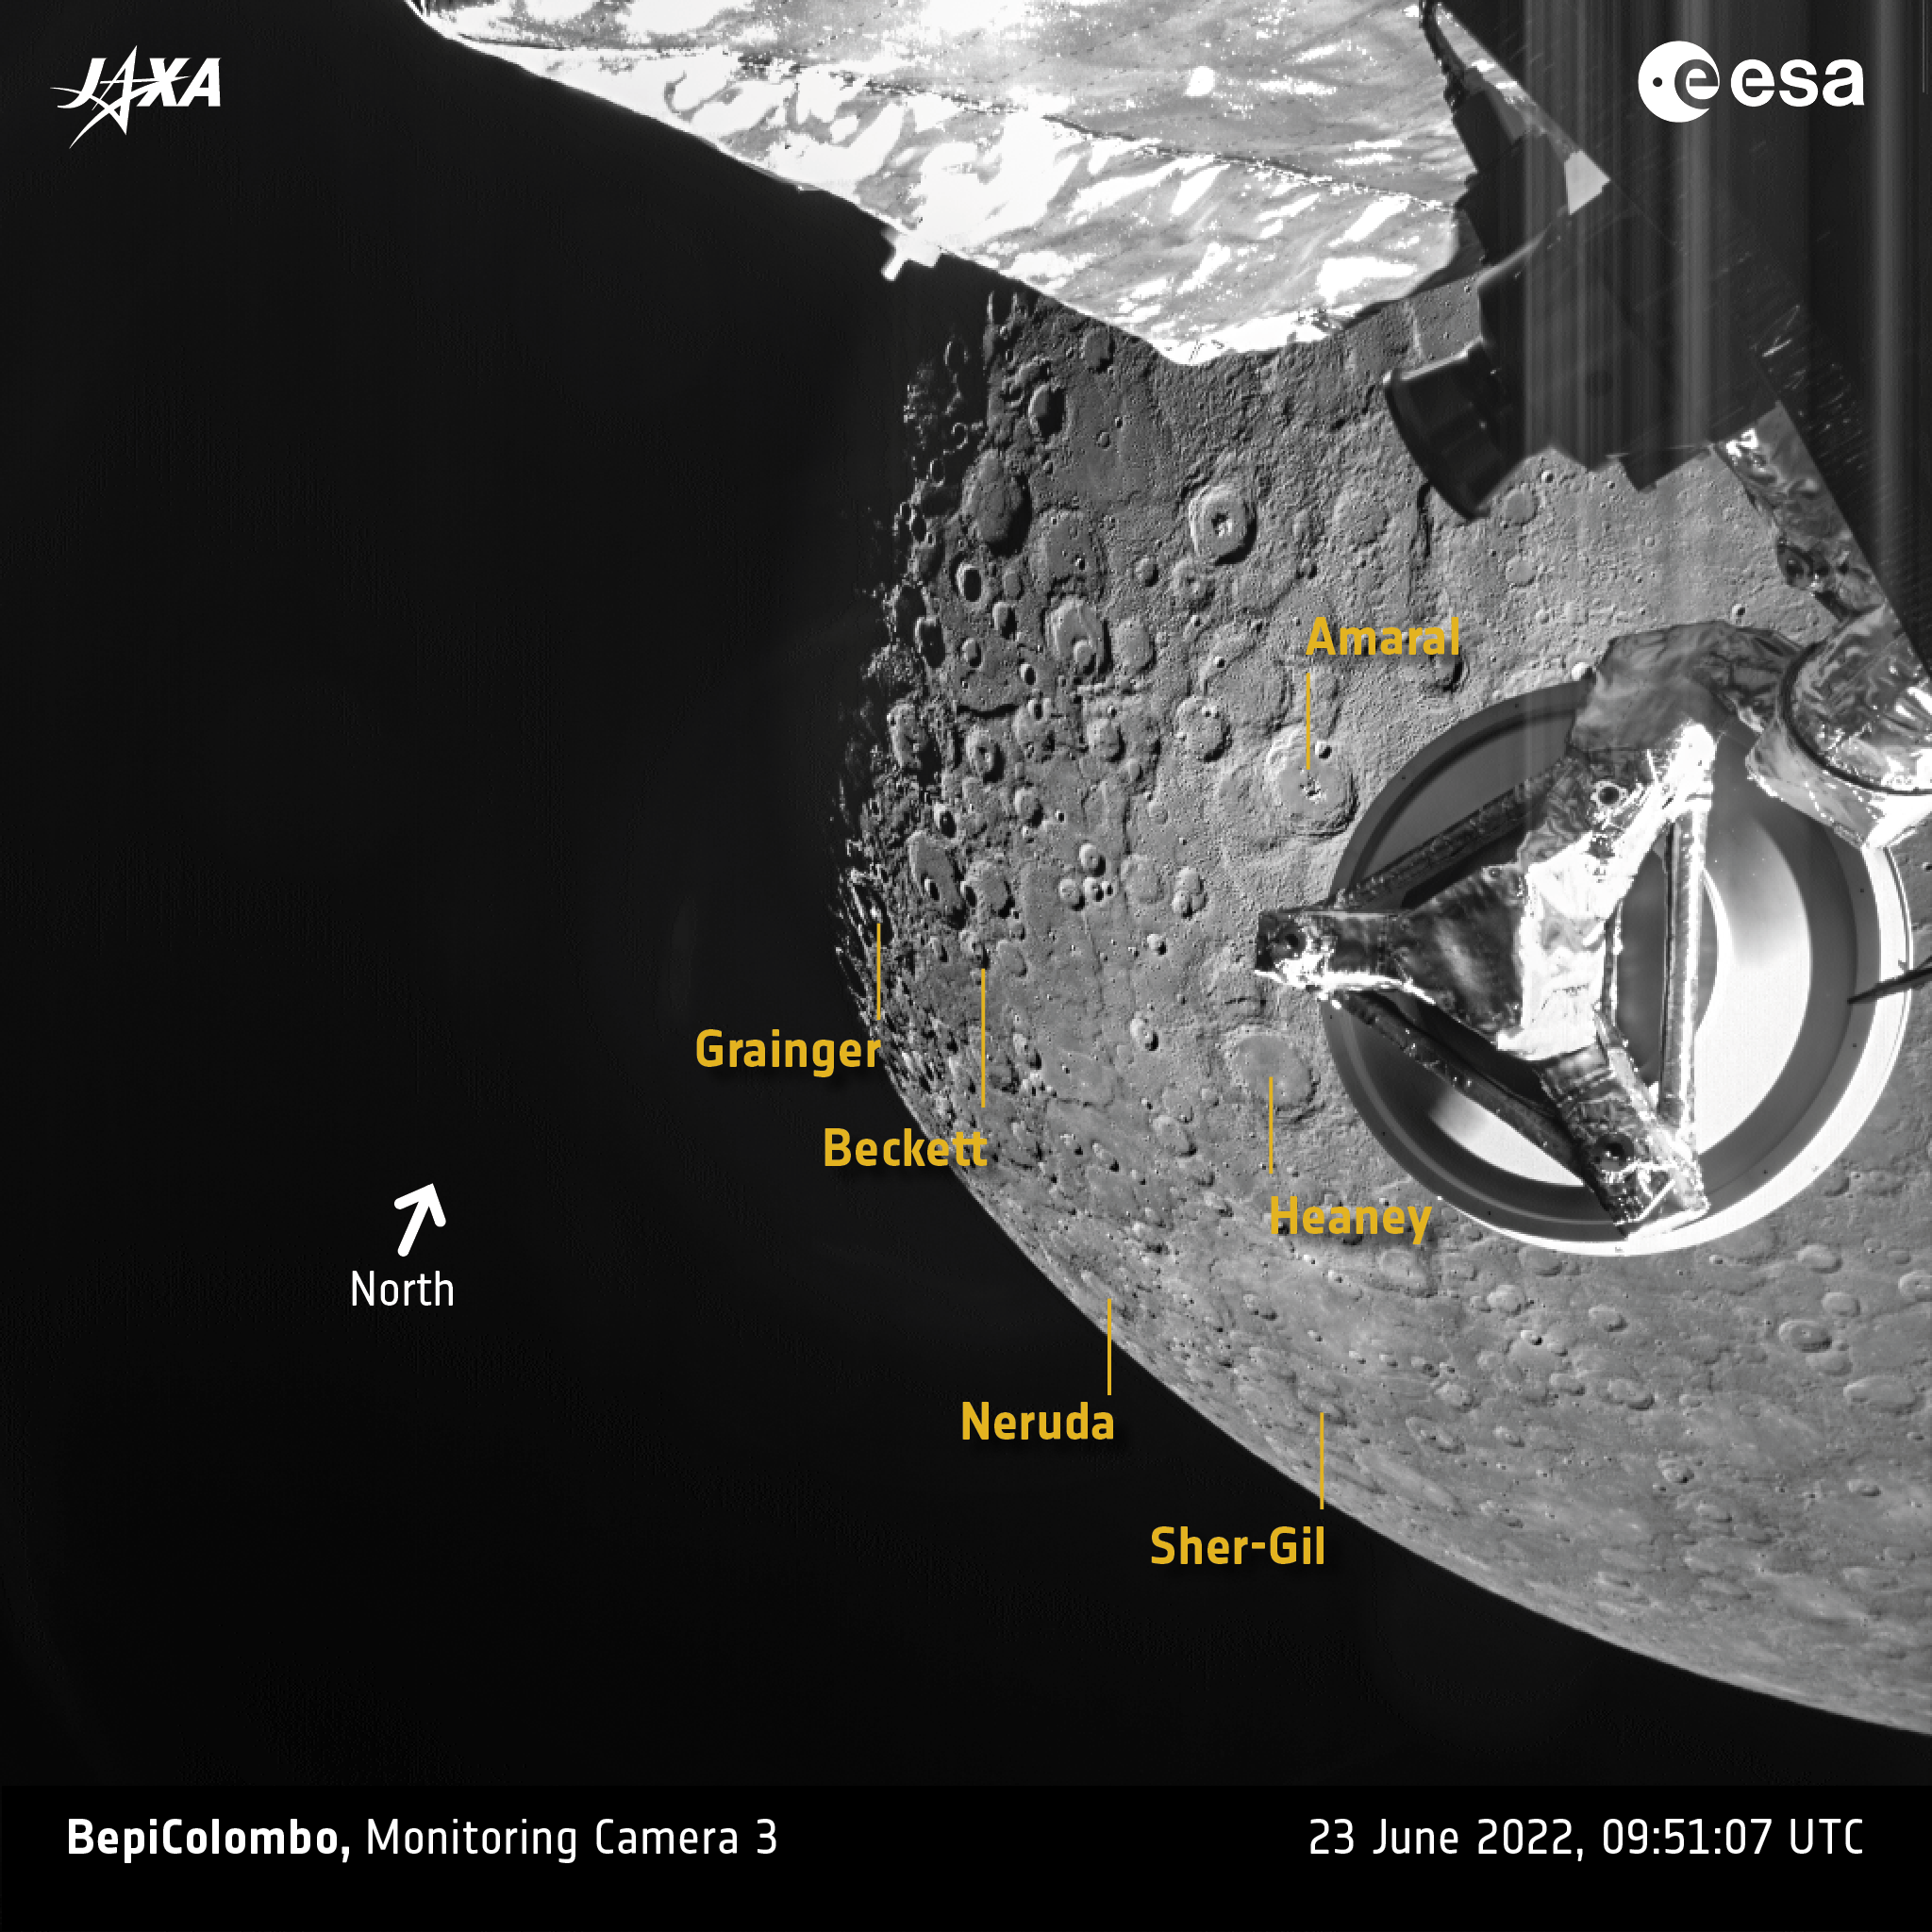 JAXA
esa
Amaral
Grainger
Beckett
Heaney
North
Neruda
Sher-Gil
BepiColombo, Monitoring Camera 3
23 June 2022, 09:51:07 UTC